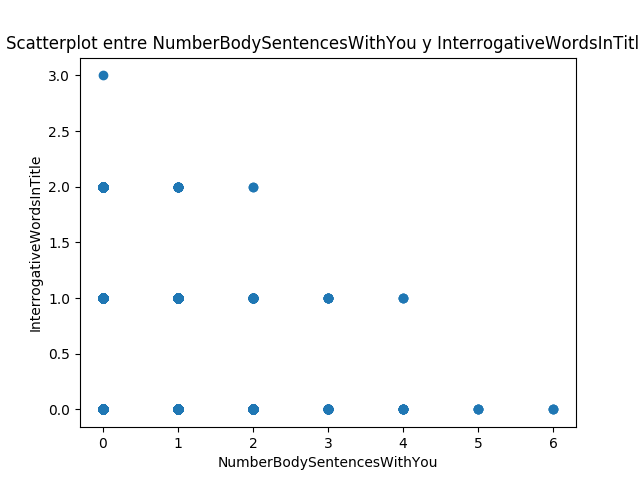 Scatterplot entre NumberBodySentencesWithYou y InterrogativeWordsInTitl
3.0
2.5
2.0
1.5
1.0
0.5
0.0
InterrogativeWordsInTitle
0 1 2 3 4 5 6
NumberBodySentencesWithYou